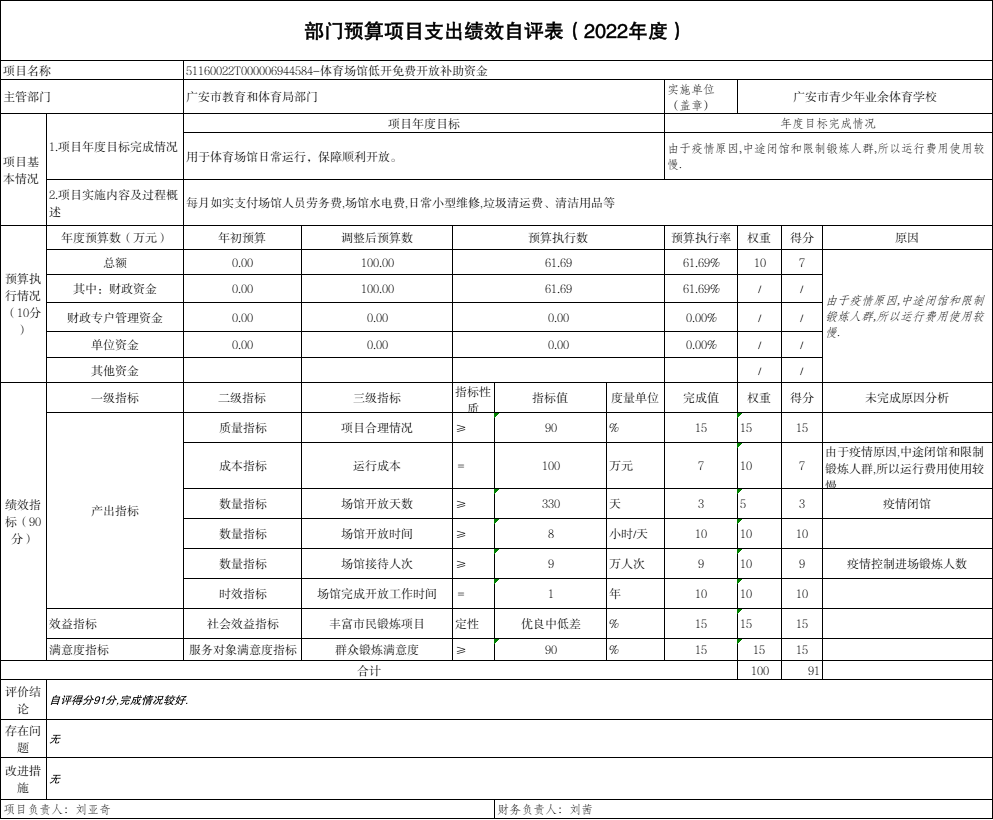 部门预算项目支出绩效自评表（2022年度）
项目名称 51160022T000006944584-体育场馆低开免费开放补助资金
主管部门 广安市教育和体育局部门 实施单位（盖章） 广安市青少年业余体育学校
项目基本情况 1.项目年度目标完成情况 项目年度目标 年度目标完成情况
用于体育场馆日常运行，保障顺利开放。 由于疫情原因,中途闭馆和限制锻炼人群,所以运行费用使用较慢.
2.项目实施内容及过程概述 每月如实支付场馆人员劳务费,场馆水电费,日常小型维修,垃圾清运费、清洁用品等
预算执行情况（10分） 年度预算数（万元） 年初预算 调整后预算数 预算执行数 预算执行率 权重 得分 原因
总额 0.00 100.00 61.69 61.69% 10 7 由于疫情原因,中途闭馆和限制锻炼人群,所以运行费用使用较慢.
其中：财政资金 0.00 100.00 61.69 61.69% / /
财政专户管理资金 0.00 0.00 0.00 0.00% / /
单位资金 0.00 0.00 0.00 0.00% / /
其他资金 / /
绩效指标（90分） 一级指标 二级指标 三级指标 指标性质 指标值 度量单位 完成值 权重 得分 未完成原因分析
产出指标 质量指标 项目合理情况 ≥ 90 % 15 15 15
成本指标 运行成本 = 100 万元 7 10 7 由于疫情原因,中途闭馆和限制锻炼人群,所以运行费用使用较慢
数量指标 场馆开放天数 ≥ 330 天 3 5 3 疫情闭馆
数量指标 场馆开放时间 ≥ 8 小时/天 10 10 10
数量指标 场馆接待人次 ≥ 9 万人次 9 10 9 疫情控制进场锻炼人数
时效指标 场馆完成开放工作时间 = 1 年 10 10 10
效益指标 社会效益指标 丰富市民锻炼项目 定性 优良中低差 % 15 15 15
满意度指标 服务对象满意度指标 群众锻炼满意度 ≥ 90 % 15 15 15
合计 100 91
评价结论 自评得分91分,完成情况较好.
存在问题 无
改进措施 无
项目负责人：刘亚奇 财务负责人：刘茜